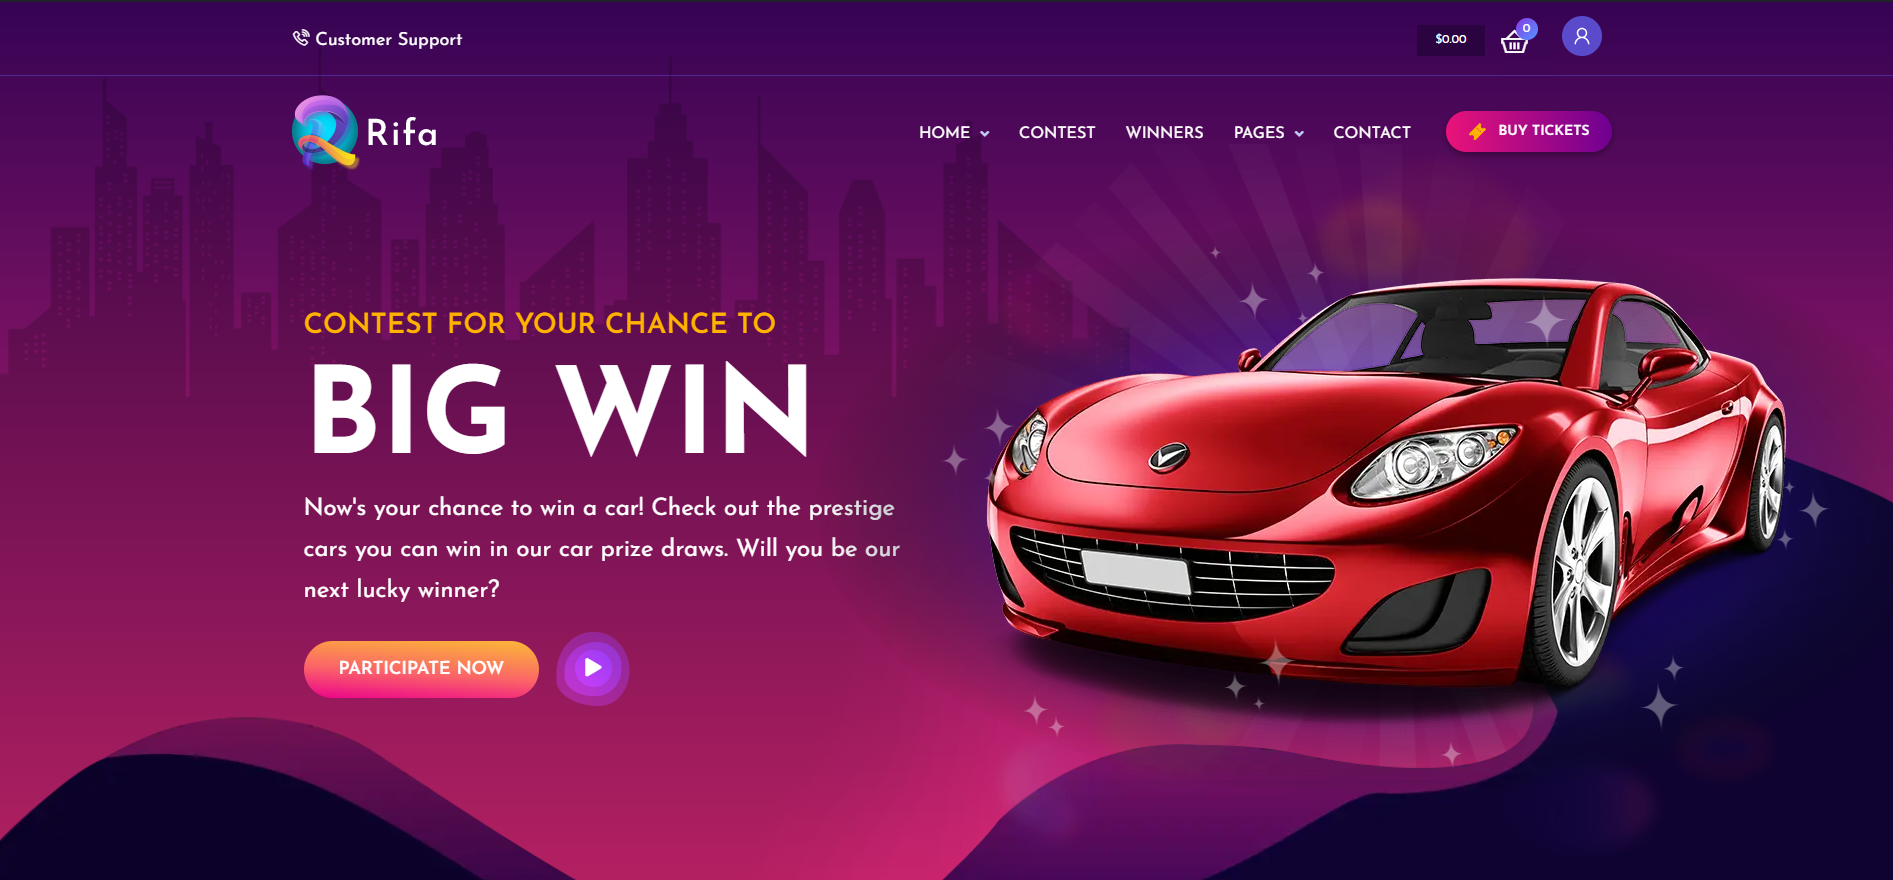 Customer Support
$0.00
0
Rifa
HOME
CONTEST
WINNERS
PAGES
CONTACT
BUY TICKETS
CONTEST FOR YOUR CHANCE TO
BIG WIN
Now's your chance to win a car! Check out the prestige
cars you can win in our car prize draws. Will you be our
next lucky winner?
PARTICIPATE NOW